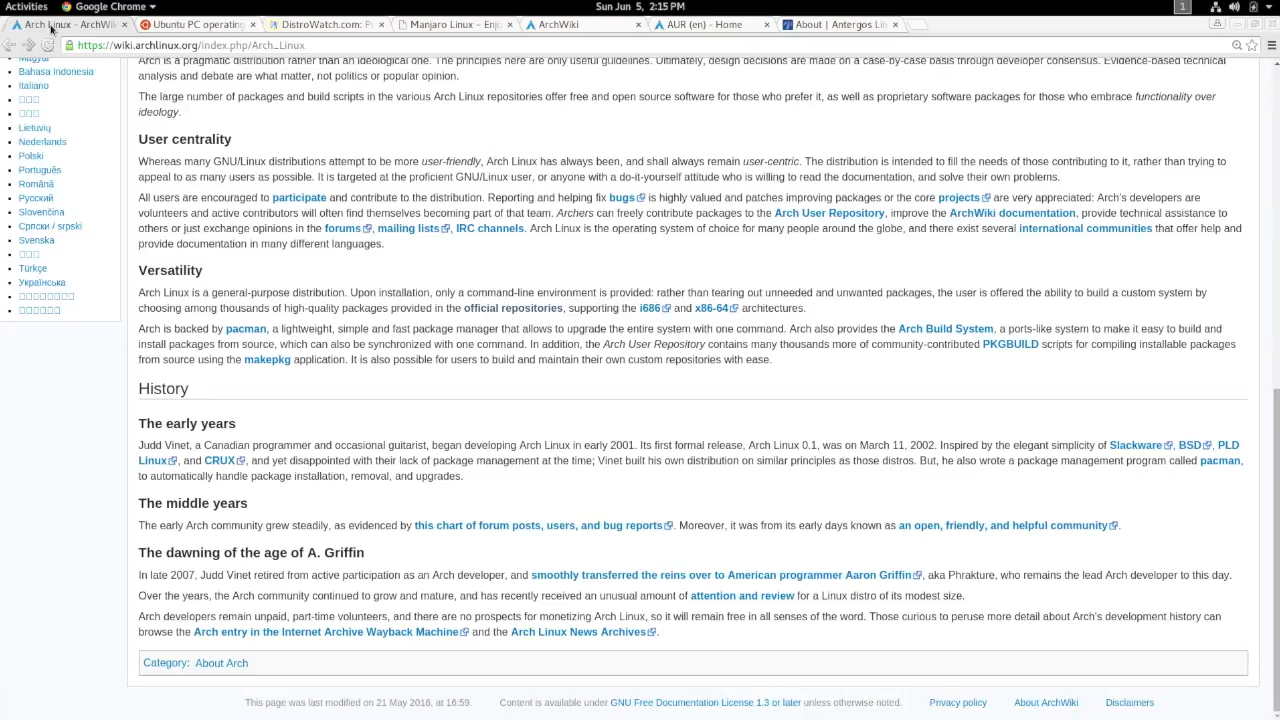 Activities
Google Chrome
Sun Jun 5, 2:15 PM
1
Arch Linux - ArchWi
Ubuntu PC operating
DistroWatch.com: P
Manjaro Linux – Enjo
ArchWiki
AUR (en) - Home
About | Antergos Lin
https://wiki.archlinux.org/index.php/Arch_Linux
Magyar
Bahasa Indonesia
Italiano
Lietuvių
Nederlands
Polski
Português
Română
Русский
Slovenčina
Српски / srpski
Svenska
Türkçe
Українська
Arch is a pragmatic distribution rather than an ideological one. The principles here are only useful guidelines. Ultimately, design decisions are made on a case-by-case basis through developer consensus. Evidence-based technical
analysis and debate are what matter, not politics or popular opinion.
The large number of packages and build scripts in the various Arch Linux repositories offer free and open source software for those who prefer it, as well as proprietary software packages for those who embrace functionality over
ideology.
User centrality
Whereas many GNU/Linux distributions attempt to be more user-friendly, Arch Linux has always been, and shall always remain user-centric. The distribution is intended to fill the needs of those contributing to it, rather than trying to
appeal to as many users as possible. It is targeted at the proficient GNU/Linux user, or anyone with a do-it-yourself attitude who is willing to read the documentation, and solve their own problems.
All users are encouraged to participate and contribute to the distribution. Reporting and helping fix bugs is highly valued and patches improving packages or the core projects are very appreciated: Arch's developers are
volunteers and active contributors will often find themselves becoming part of that team. Archers can freely contribute packages to the Arch User Repository, improve the ArchWiki documentation, provide technical assistance to
others or just exchange opinions in the forums, mailing lists, IRC channels. Arch Linux is the operating system of choice for many people around the globe, and there exist several international communities that offer help and
provide documentation in many different languages.
Versatility
Arch Linux is a general-purpose distribution. Upon installation, only a command-line environment is provided: rather than tearing out unneeded and unwanted packages, the user is offered the ability to build a custom system by
choosing among thousands of high-quality packages provided in the official repositories, supporting the i686 and x86-64 architectures.
Arch is backed by pacman, a lightweight, simple and fast package manager that allows to upgrade the entire system with one command. Arch also provides the Arch Build System, a ports-like system to make it easy to build and
install packages from source, which can also be synchronized with one command. In addition, the Arch User Repository contains many thousands more of community-contributed PKGBUILD scripts for compiling installable packages
from source using the makepkg application. It is also possible for users to build and maintain their own custom repositories with ease.
History
The early years
Judd Vinet, a Canadian programmer and occasional guitarist, began developing Arch Linux in early 2001. Its first formal release, Arch Linux 0.1, was on March 11, 2002. Inspired by the elegant simplicity of Slackware, BSD, PLD
Linux, and CRUX, and yet disappointed with their lack of package management at the time; Vinet built his own distribution on similar principles as those distros. But, he also wrote a package management program called pacman,
to automatically handle package installation, removal, and upgrades.
The middle years
The early Arch community grew steadily, as evidenced by this chart of forum posts, users, and bug reports. Moreover, it was from its early days known as an open, friendly, and helpful community.
The dawning of the age of A. Griffin
In late 2007, Judd Vinet retired from active participation as an Arch developer, and smoothly transferred the reins over to American programmer Aaron Griffin, aka Phrakture, who remains the lead Arch developer to this day.
Over the years, the Arch community continued to grow and mature, and has recently received an unusual amount of attention and review for a Linux distro of its modest size.
Arch developers remain unpaid, part-time volunteers, and there are no prospects for monetizing Arch Linux, so it will remain free in all senses of the word. Those curious to peruse more detail about Arch's development history can
browse the Arch entry in the Internet Archive Wayback Machine and the Arch Linux News Archives.
Category: About Arch
This page was last modified on 21 May 2016, at 16:59.
Content is available under GNU Free Documentation License 1.3 or later unless otherwise noted.
Privacy policy
About ArchWiki
Disclaimers